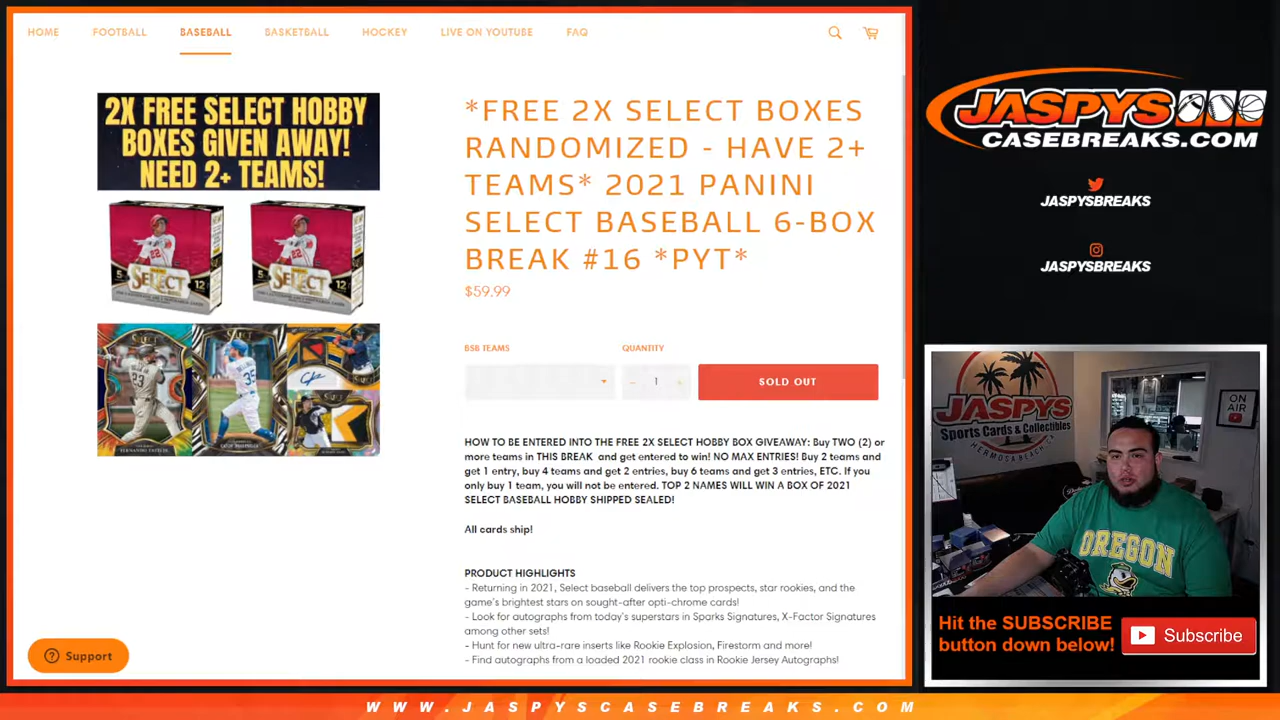 HOME
FOOTBALL
BASEBALL
BASKETBALL
HOCKEY
LIVE ON YOUTUBE
FAQ
2X FREE SELECT HOBBY
BOXES GIVEN AWAY!
NEED 2+ TEAMS!
SELECT
SELECT
*FREE 2X SELECT BOXES
RANDOMIZED - HAVE 2+
TEAMS* 2021 PANINI
SELECT BASEBALL 6-BOX
BREAK #16 *PYT*
$59.99
BSB TEAMS
QUANTITY
1
SOLD OUT
HOW TO BE ENTERED INTO THE FREE 2X SELECT HOBBY BOX GIVEAWAY: Buy TWO (2) or
more teams in THIS BREAK and get entered to win! NO MAX ENTRIES! Buy 2 teams and
get 1 entry, buy 4 teams and get 2 entries, buy 6 teams and get 3 entries, ETC. If you
only buy 1 team, you will not be entered. TOP 2 NAMES WILL WIN A BOX OF 2021
SELECT BASEBALL HOBBY SHIPPED SEALED!
All cards ship!
PRODUCT HIGHLIGHTS
- Returning in 2021, Select baseball delivers the top prospects, star rookies, and the
game's brightest stars on sought-after opti-chrome cards!
- Look for autographs from today's superstars in Sparks Signatures, X-Factor Signatures
among other sets!
- Hunt for new ultra-rare inserts like Rookie Explosion, Firestorm and more!
- Find autographs from a loaded 2021 rookie class in Rookie Jersey Autographs!
Support
JASPYS
CASEBREAKS.COM
JASPYSBREAKS
JASPYSBREAKS
JASPYS
Sports Cards & Collectibles
HERMOSA BEACH
ON
AIR
OREGON
Hit the SUBSCRIBE
button down below!
Subscribe
WWW.JASPYSCASEBREAKS.COM